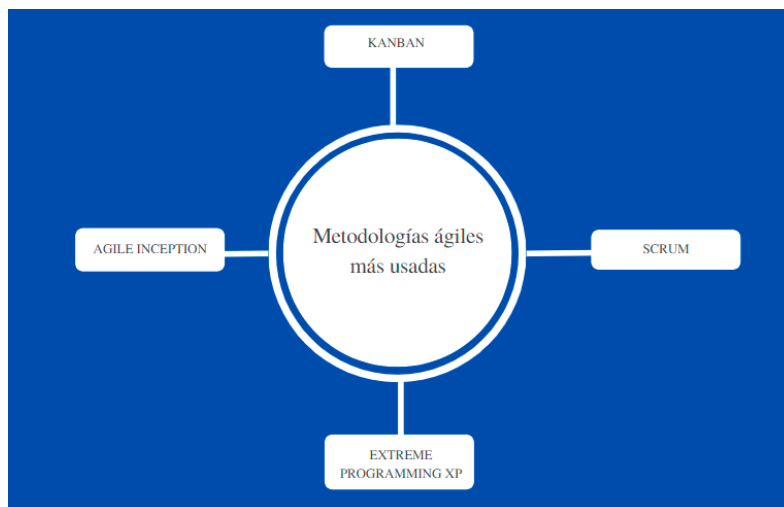 KANBAN
Metodologías ágiles
más usadas
AGILE INCEPTION
SCRUM
EXTREME
PROGRAMMING XP